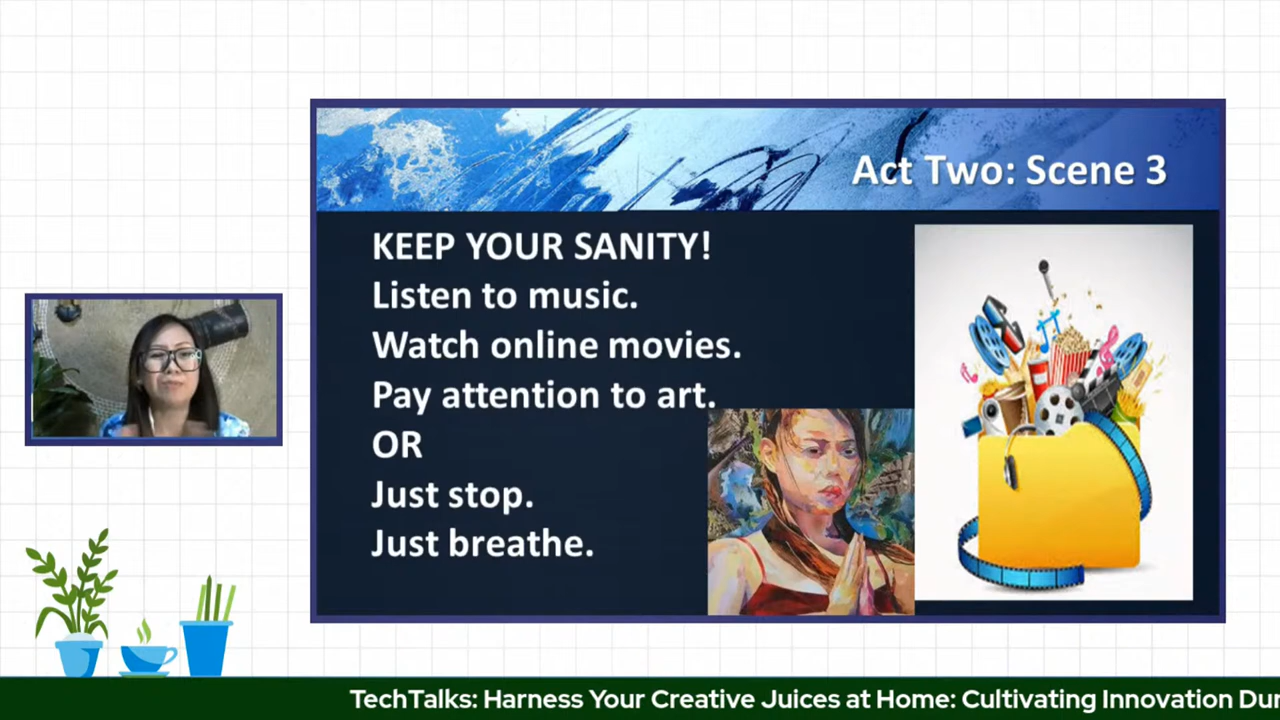 Act Two: Scene 3
KEEP YOUR SANITY!
Listen to music.
Watch online movies.
Pay attention to art.
OR
Just stop.
Just breathe.
TechTalks: Harness Your Creative Juices at Home: Cultivating Innovation Dur